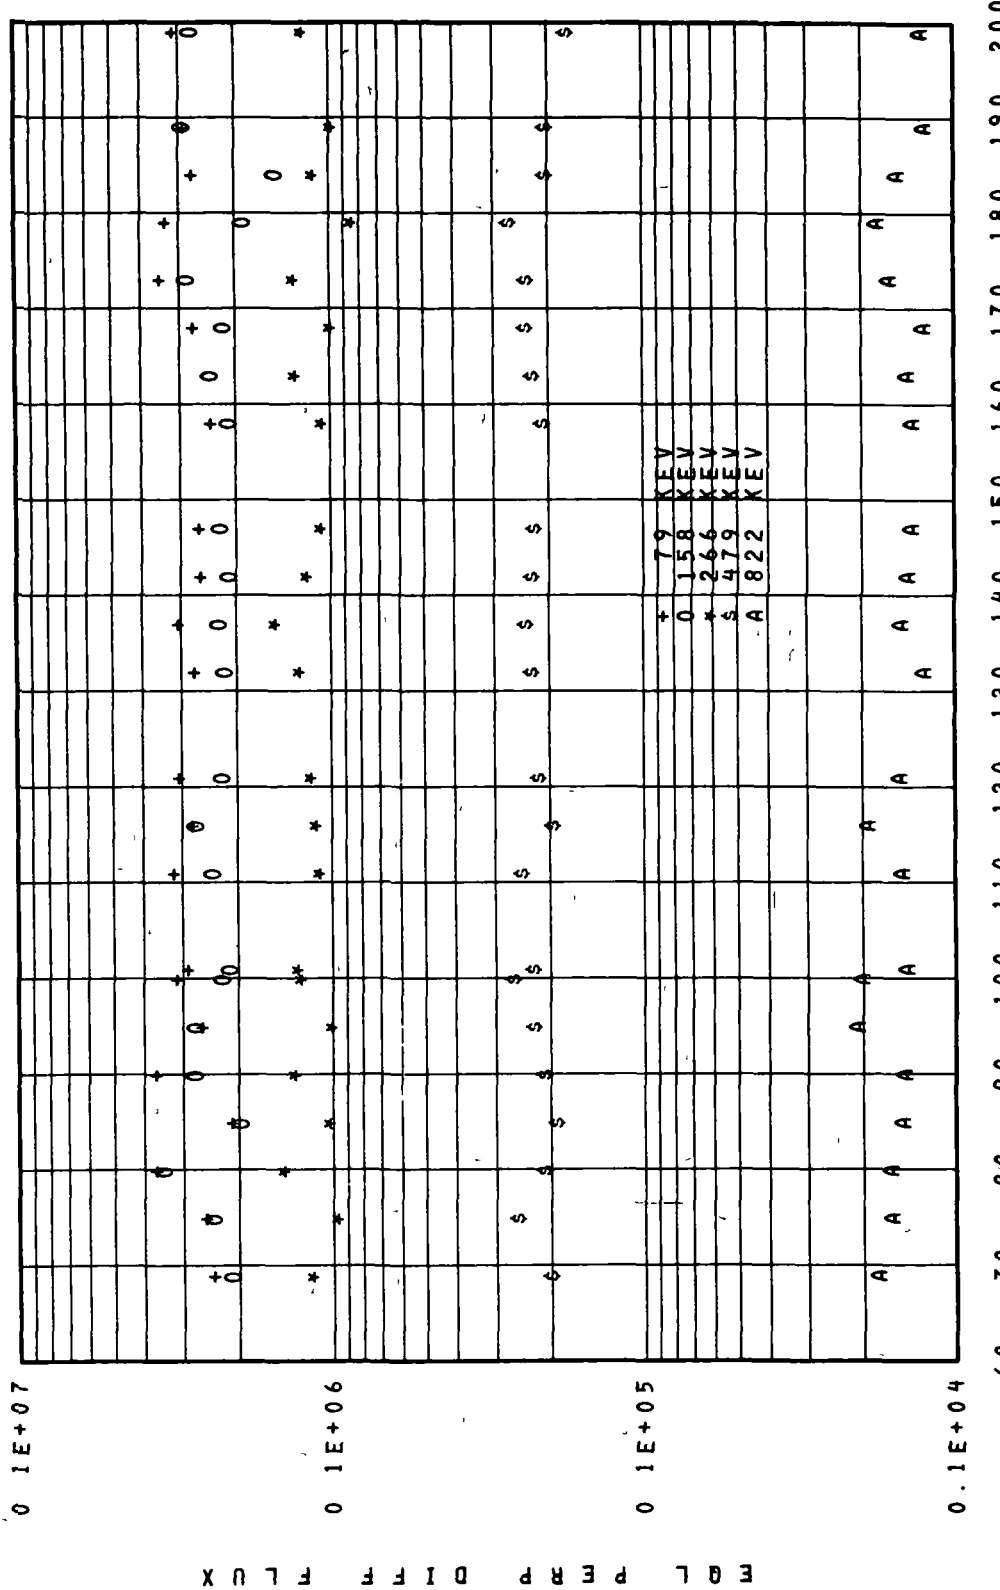 EQL PERP DIFF FLUX
0 1E+07
0 1E+06
0 1E+05
0.1E+04
+ 79 KEV
O 158 KEV
* 266 KEV
S 479 KEV
A 822 KEV
60 70 80 90 100 110 120 130 140 150 160 170 180 190 200